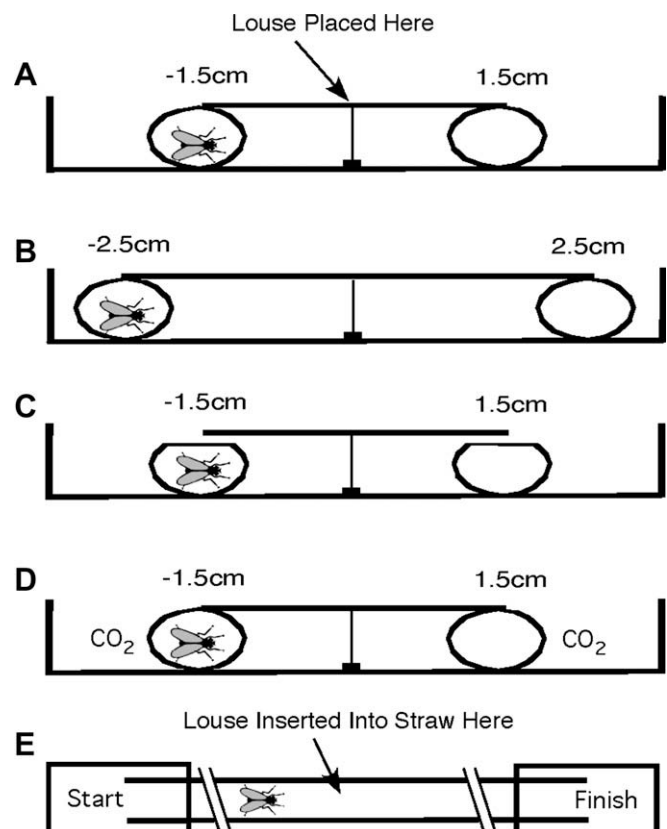 Louse Placed Here
A
-1.5cm 1.5cm
B
-2.5cm 2.5cm
C
-1.5cm 1.5cm
D
-1.5cm 1.5cm
CO₂ CO₂
Louse Inserted Into Straw Here
E
Start Finish